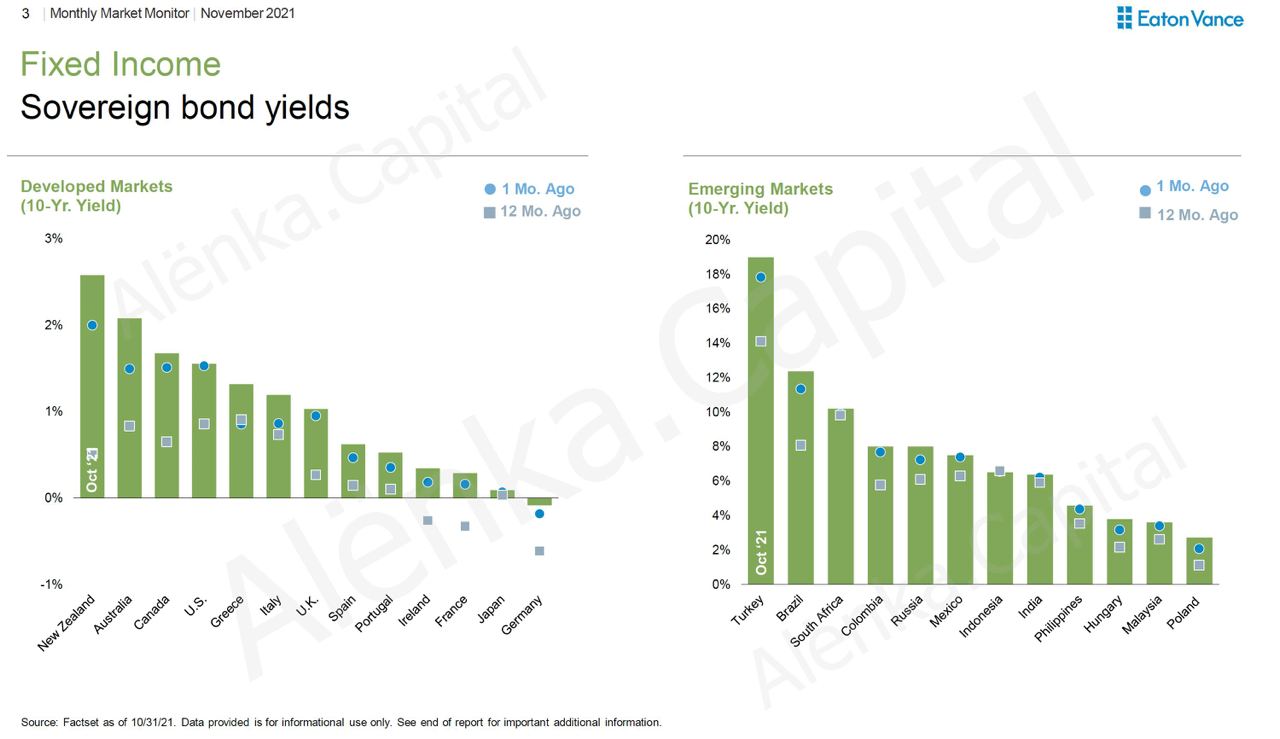 3 | Monthly Market Monitor | November 2021
Eaton Vance
Fixed Income
Sovereign bond yields
Developed Markets
(10-Yr. Yield)
1 Mo. Ago
12 Mo. Ago
3%
2%
1%
0%
-1%
Oct ‘21
New Zealand
Australia
Canada
U.S.
Greece
Italy
U.K.
Spain
Portugal
Ireland
France
Japan
Germany
Emerging Markets
(10-Yr. Yield)
1 Mo. Ago
12 Mo. Ago
20%
18%
16%
14%
12%
10%
8%
6%
4%
2%
0%
Oct ‘21
Turkey
Brazil
South Africa
Colombia
Russia
Mexico
Indonesia
India
Philippines
Hungary
Malaysia
Poland
Alёnka.Capital
Alёnka.Capital
Alёnka.Capital
Source: Factset as of 10/31/21. Data provided is for informational use only. See end of report for important additional information.